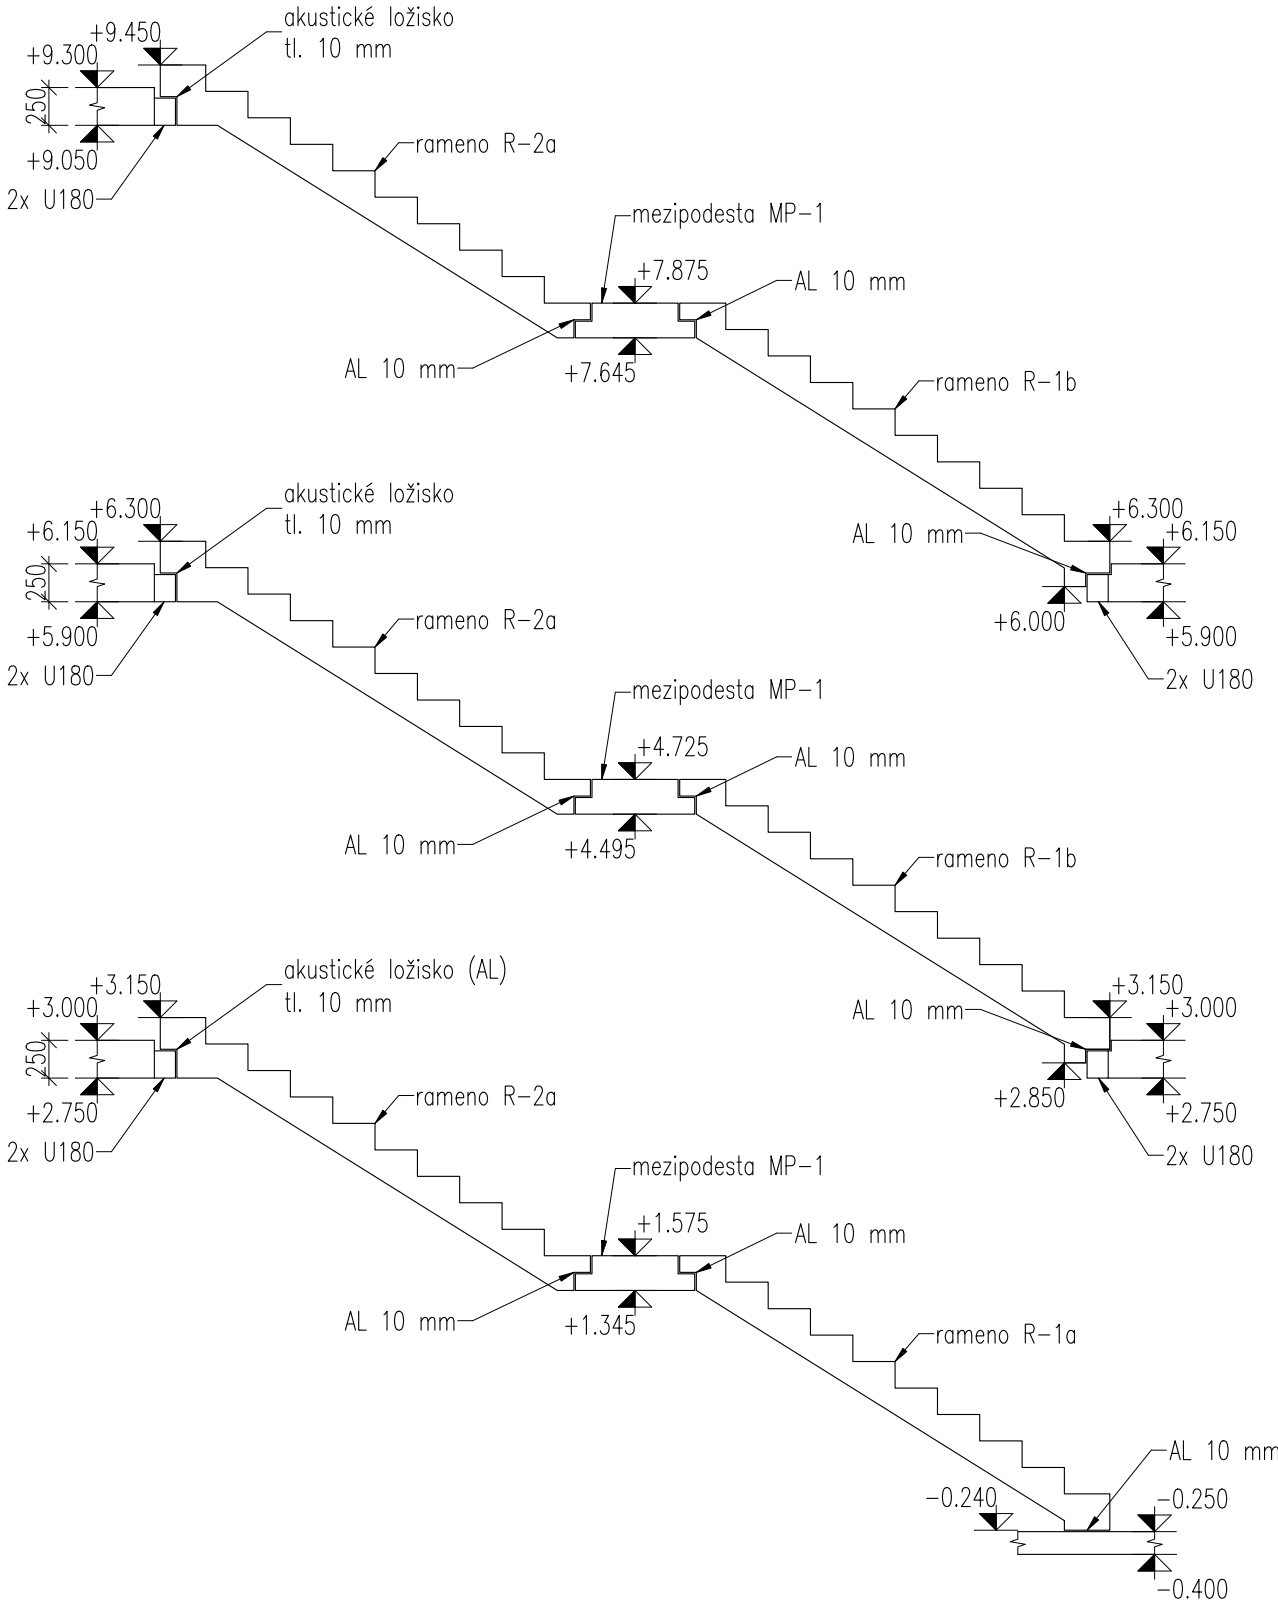 +9.450
akustické ložisko
tl. 10 mm
+9.300
250
+9.050
2x U180
rameno R-2a
mezipodesta MP-1
+7.875
AL 10 mm
AL 10 mm
+7.645
rameno R-1b
+6.300
akustické ložisko
tl. 10 mm
+6.150
250
+5.900
2x U180
AL 10 mm
+6.300
+6.150
+6.000
+5.900
2x U180
rameno R-2a
mezipodesta MP-1
+4.725
AL 10 mm
AL 10 mm
+4.495
rameno R-1b
+3.150
akustické ložisko (AL)
tl. 10 mm
+3.000
250
+2.750
2x U180
AL 10 mm
+3.150
+3.000
+2.850
+2.750
2x U180
rameno R-2a
mezipodesta MP-1
+1.575
AL 10 mm
AL 10 mm
+1.345
rameno R-1a
AL 10 mm
-0.240
-0.250
-0.400